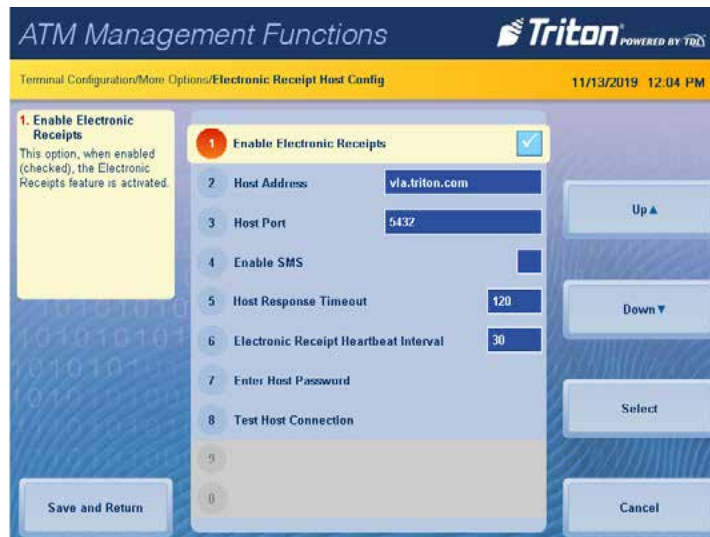 ATM Management Functions
Triton POWERED BY TDL
Terminal Configuration/More Options/Electronic Receipt Host Config
11/13/2019 12:04 PM
1. Enable Electronic
Receipts
This option, when enabled
(checked), the Electronic
Receipts feature is activated.
1 Enable Electronic Receipts
2 Host Address vla.triton.com
3 Host Port 5432
4 Enable SMS
5 Host Response Timeout 120
6 Electronic Receipt Heartbeat Interval 30
7 Enter Host Password
8 Test Host Connection
9
0
Up
Down
Select
Save and Return
Cancel